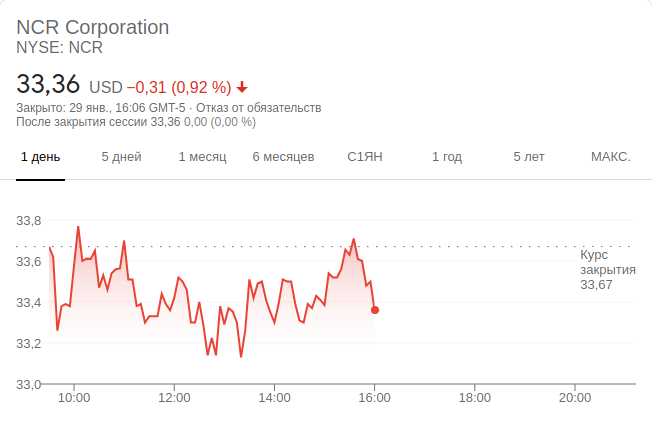 NCR Corporation
NYSE: NCR
33,36 USD −0,31 (0,92 %)
Закрыто: 29 янв., 16:06 GMT-5 · Отказ от обязательств
После закрытия сессии 33,36 0,00 (0,00 %)
1 день 5 дней 1 месяц 6 месяцев С1ЯН 1 год 5 лет МАКС.
33,8
Курс
33,6
закрытия
33,67
33,4
33,2
33,0
10:00 12:00 14:00 16:00 18:00 20:00